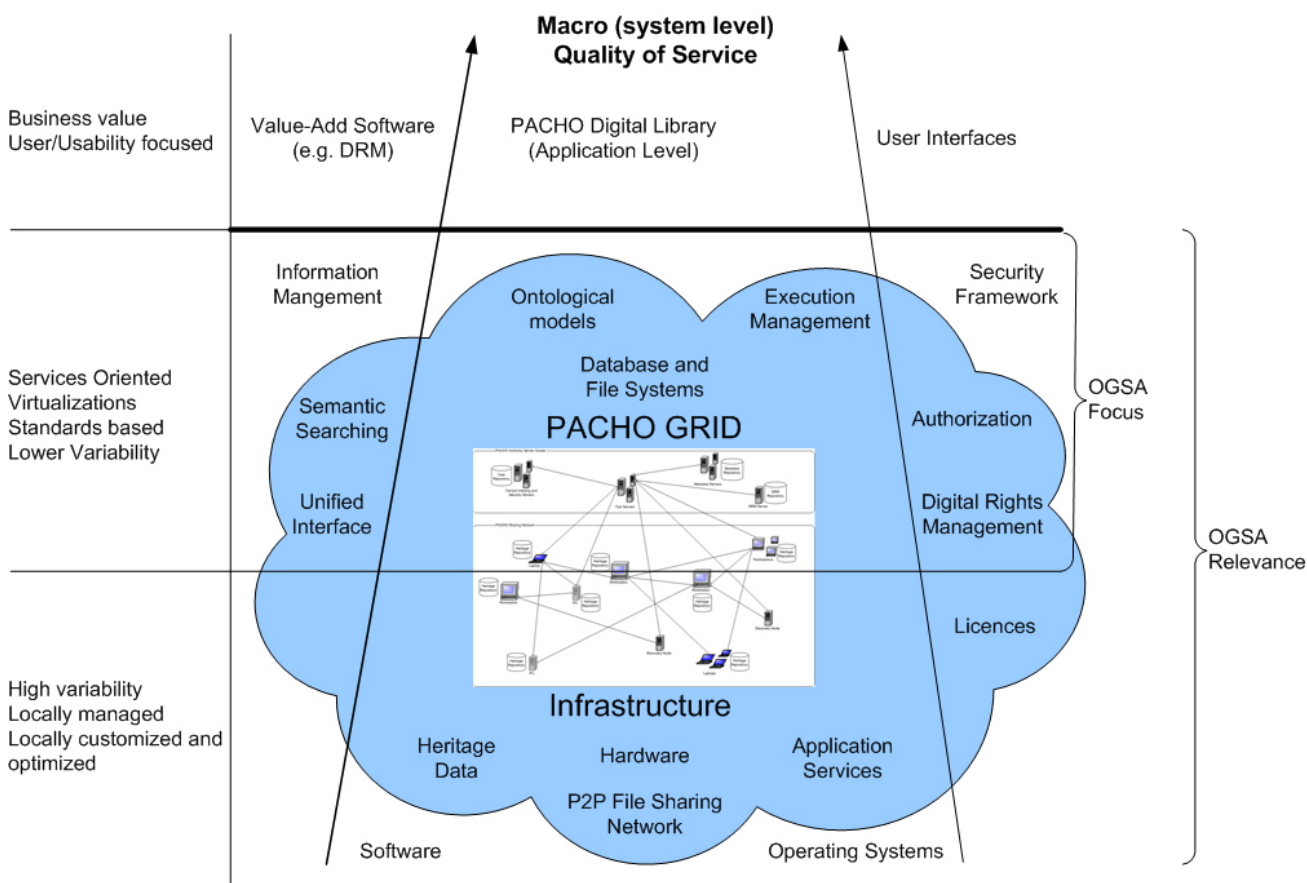 Macro (system level)
Quality of Service
Business value
User/Usability focused
Value-Add Software
(e.g. DRM)
PACHO Digital Library
(Application Level)
User Interfaces
Information
Mangement
Ontological
models
Execution
Management
Security
Framework
Services Oriented
Virtualizations
Standards based
Lower Variability
Semantic
Searching
Database and
File Systems
PACHO GRID
Authorization
OGSA
Focus
Unified
Interface
Digital Rights
Management
OGSA
Relevance
Licences
High variability
Locally managed
Locally customized and
optimized
Infrastructure
Heritage
Data
Hardware
Application
Services
P2P File Sharing
Network
Software
Operating Systems